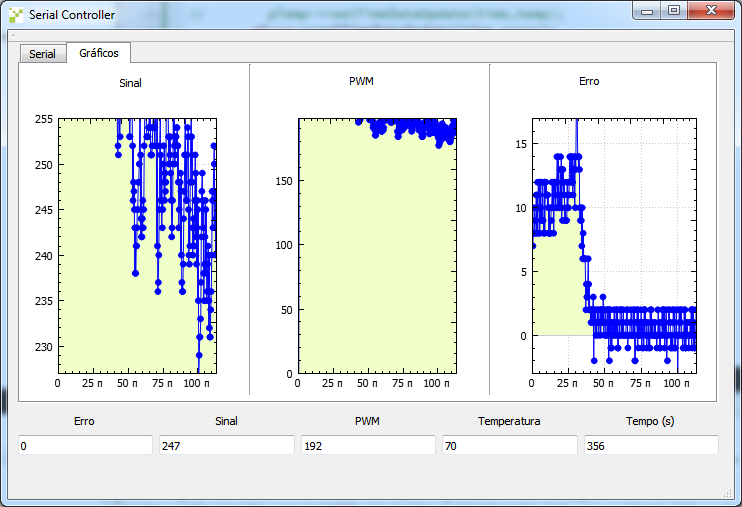 Serial Controller
Serial Gráficos
Sinal PWM Erro
255
250
245
240
235
230
0 25 n 50 n 75 n 100 n
150
100
50
0
0 25 n 50 n 75 n 100 n
15
10
5
0
0 25 n 50 n 75 n 100 n
Erro Sinal PWM Temperatura Tempo (s)
0 247 192 70 356